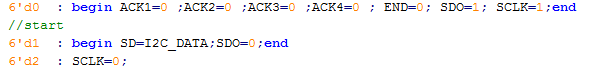 6'd0  : begin ACK1=0 ;ACK2=0 ;ACK3=0 ;ACK4=0 ; END=0; SDO=1; SCLK=1;end
//start
6'd1  : begin SD=I2C_DATA;SDO=0;end
6'd2  : SCLK=0;